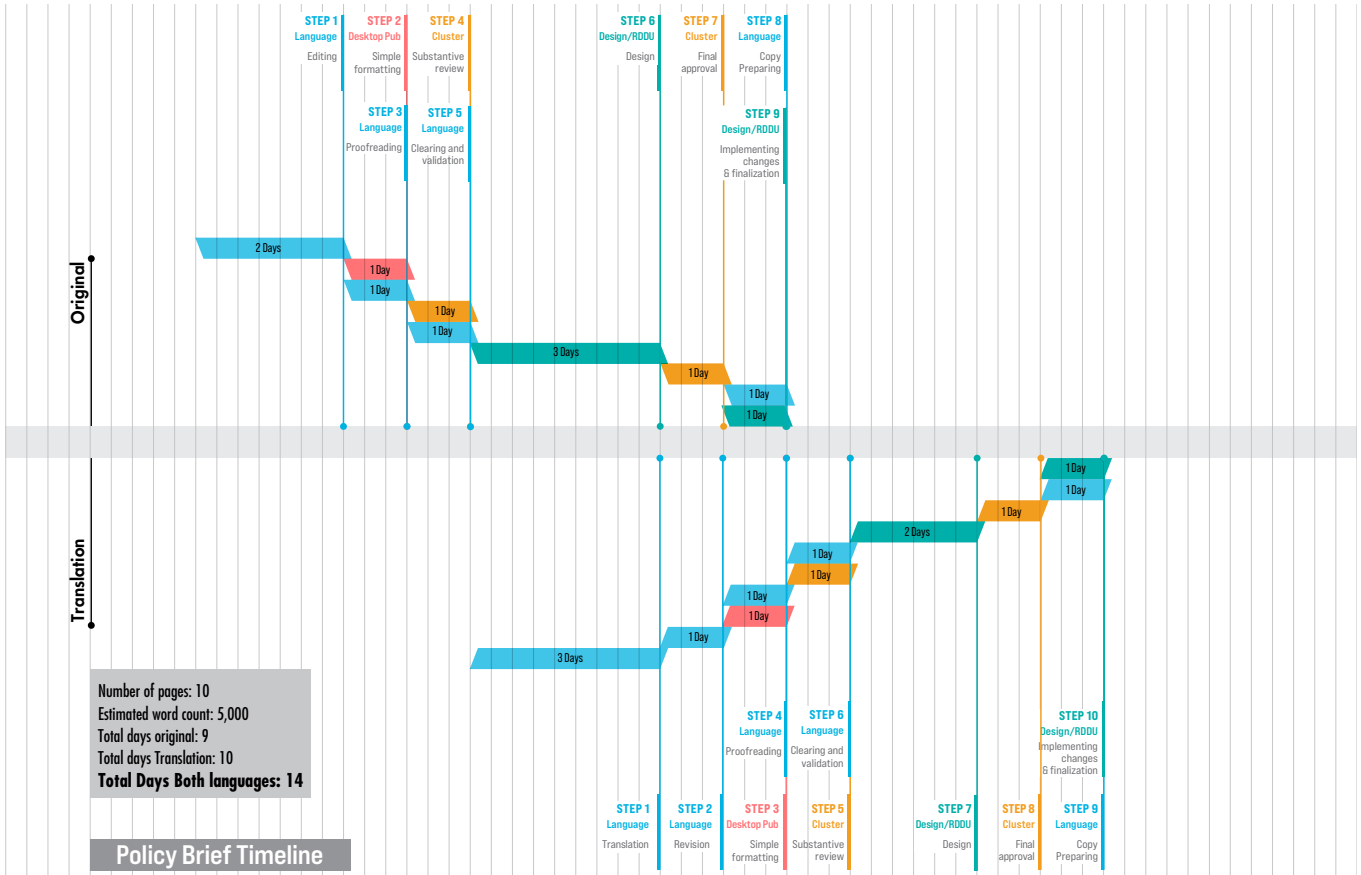 STEP 1
Language
Editing
STEP 2
Desktop Pub
Simple
formatting
STEP 4
Cluster
Substantive
review
STEP 6
Design/RDDU
Design
STEP 7
Cluster
Final
approval
STEP 8
Language
Copy
Preparing
STEP 3
Language
Proofreading
STEP 5
Language
Clearing and
validation
STEP 9
Design/RDDU
Implementing
changes
& finalization
Original
2 Days
1 Day
1 Day
1 Day
1 Day
3 Days
1 Day
1 Day
1 Day
Translation
1 Day
1 Day
1 Day
2 Days
1 Day
1 Day
1 Day
1 Day
1 Day
3 Days
Number of pages: 10
Estimated word count: 5,000
Total days original: 9
Total days Translation: 10
Total Days Both languages: 14
STEP 4
Language
Proofreading
STEP 6
Language
Clearing and
validation
STEP 10
Design/RDDU
Implementing
changes
& finalization
STEP 1
Language
Translation
STEP 2
Language
Revision
STEP 3
Desktop Pub
Simple
formatting
STEP 5
Cluster
Substantive
review
STEP 7
Design/RDDU
Design
STEP 8
Cluster
Final
approval
STEP 9
Language
Copy
Preparing
Policy Brief Timeline